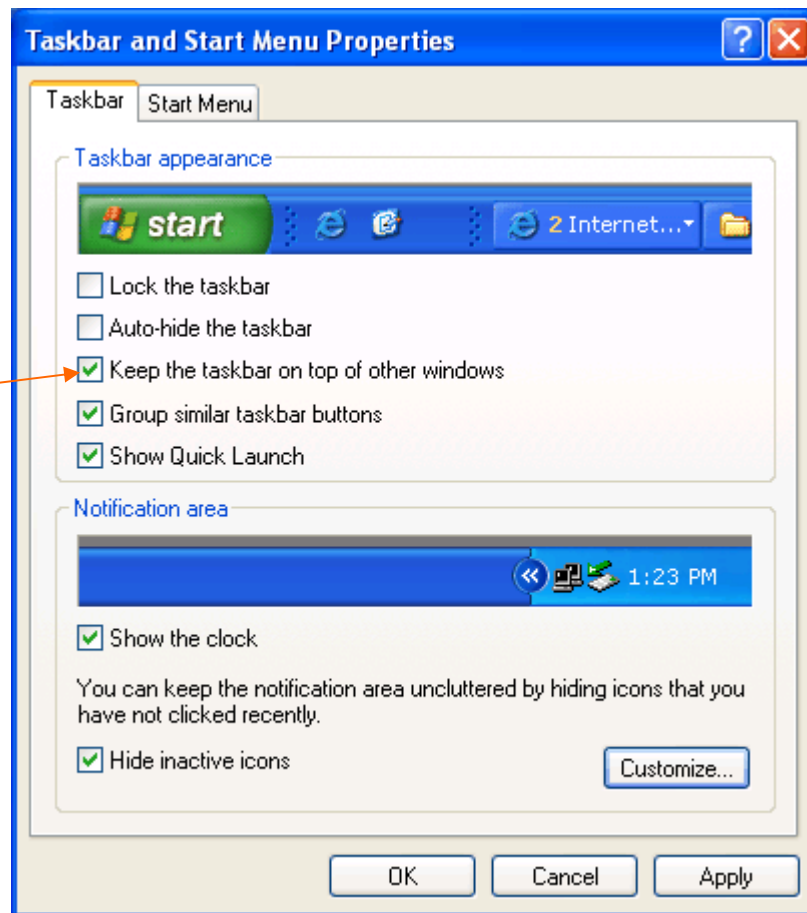 Taskbar and Start Menu Properties
Taskbar
Start Menu
Taskbar appearance
start
2 Internet...
Lock the taskbar
Auto-hide the taskbar
Keep the taskbar on top of other windows
Group similar taskbar buttons
Show Quick Launch
Notification area
1:23 PM
Show the clock
You can keep the notification area uncluttered by hiding icons that you
have not clicked recently.
Hide inactive icons
Customize...
OK
Cancel
Apply